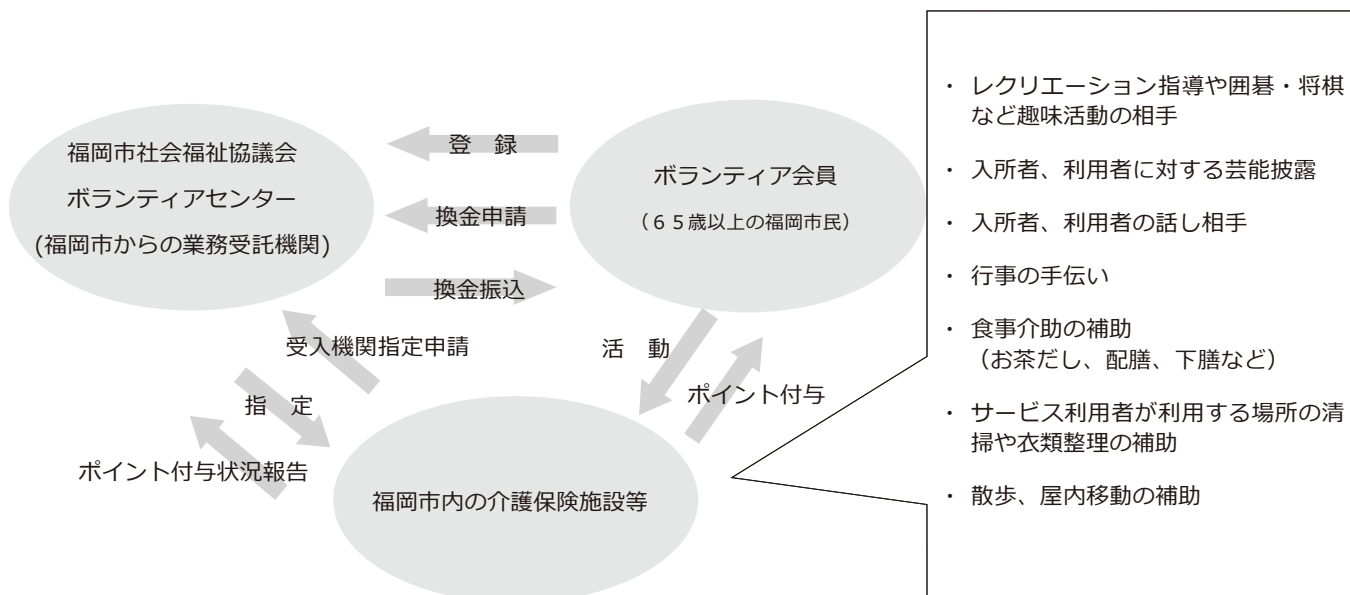 福岡市社会福祉協議会
ボランティアセンター
(福岡市からの業務受託機関)
登　録
換金申請
換金振込
ボランティア会員
（６５歳以上の福岡市民）
受入機関指定申請
指　定
ポイント付与状況報告
活　動
ポイント付与
福岡市内の介護保険施設等
・ レクリエーション指導や囲碁・将棋
など趣味活動の相手
・ 入所者、利用者に対する芸能披露
・ 入所者、利用者の話し相手
・ 行事の手伝い
・ 食事介助の補助
（お茶だし、配膳、下膳など）
・ サービス利用者が利用する場所の清
掃や衣類整理の補助
・ 散歩、屋内移動の補助